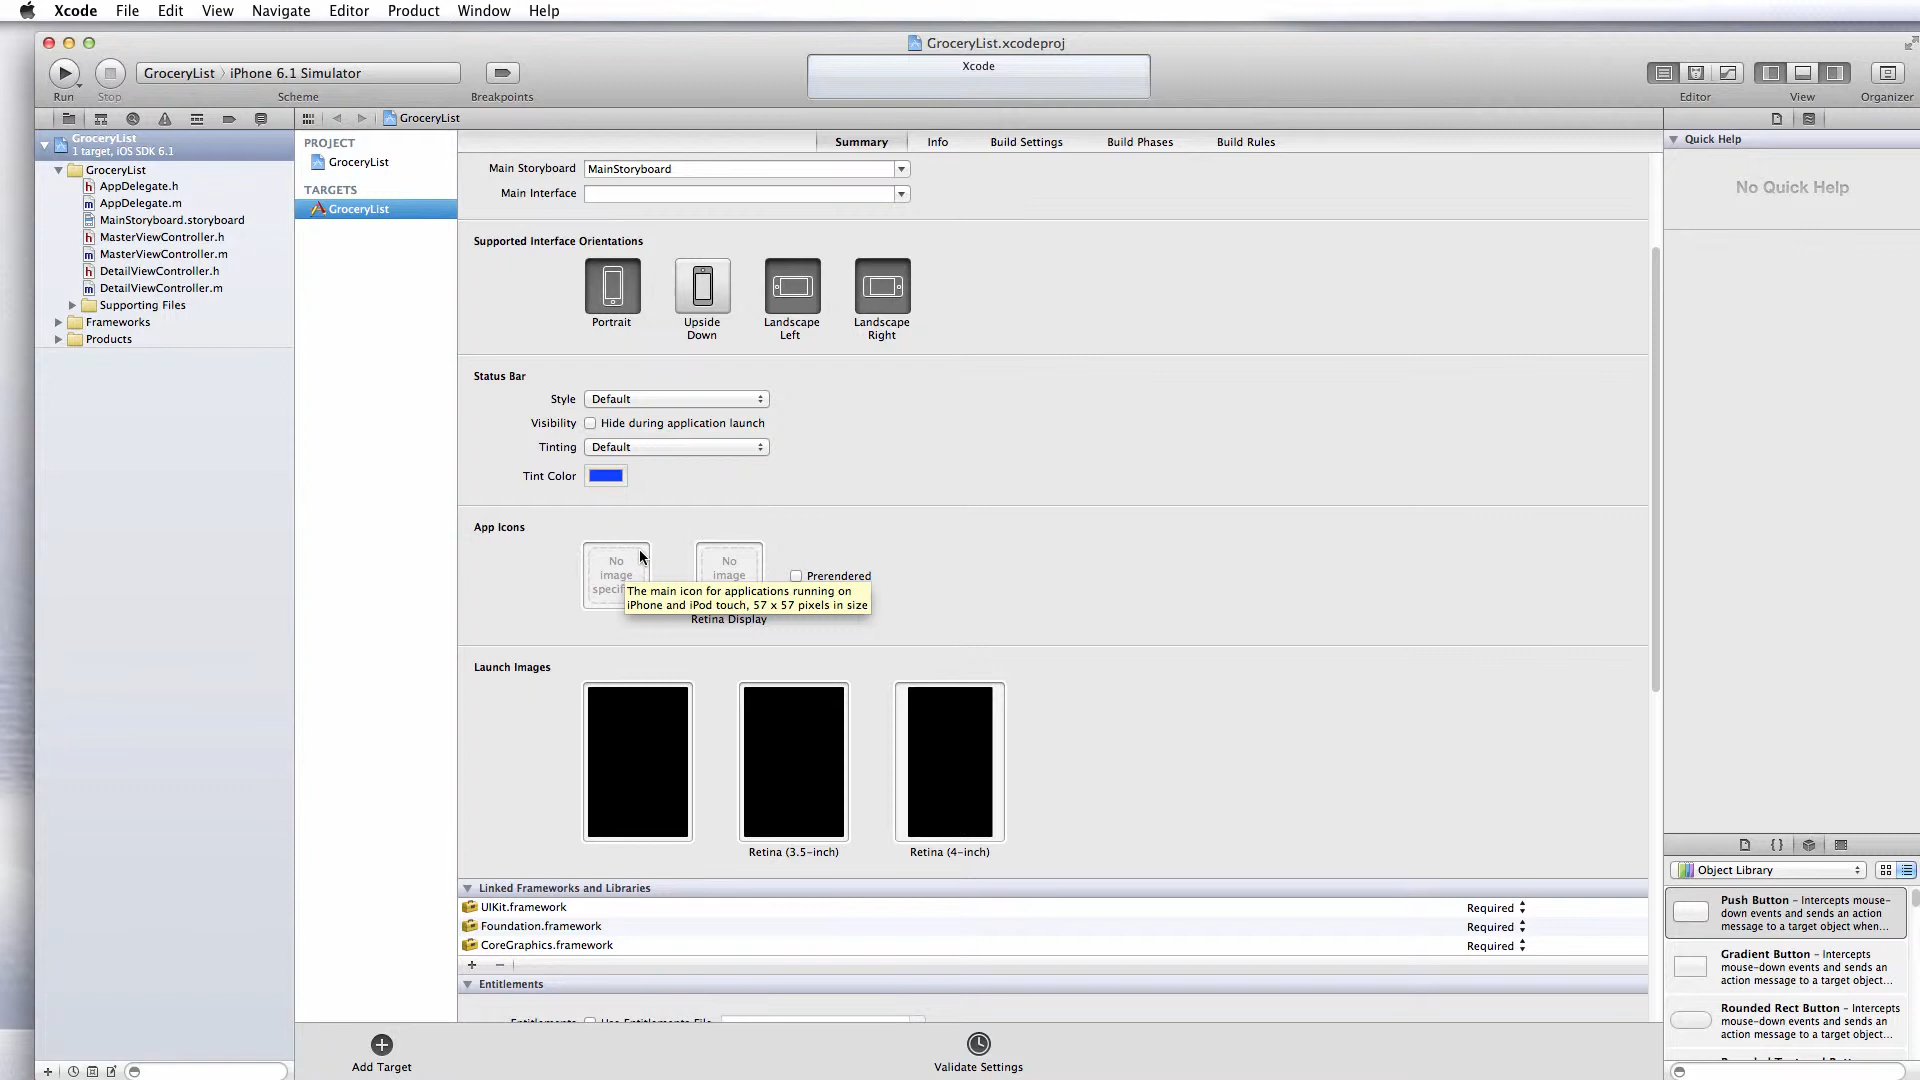 Xcode File Edit View Navigate Editor Product Window Help
GroceryList.xcodeproj
GroceryList iPhone 6.1 Simulator
Xcode
Run Stop Scheme Breakpoints Editor View Organizer
GroceryList
1 target, iOS SDK 6.1
GroceryList
AppDelegate.h
AppDelegate.m
MainStoryboard.storyboard
MasterViewController.h
MasterViewController.m
DetailViewController.h
DetailViewController.m
Supporting Files
Frameworks
Products
GroceryList
PROJECT
GroceryList
TARGETS
GroceryList
Summary Info Build Settings Build Phases Build Rules
Main Storyboard MainStoryboard
Main Interface
Supported Interface Orientations
Portrait
Upside
Down
Landscape
Left
Landscape
Right
Status Bar
Style Default
Visibility Hide during application launch
Tinting Default
Tint Color
App Icons
No
image
No
image
Prerendered
The main icon for applications running on
iPhone and iPod touch, 57 x 57 pixels in size
Retina Display
Launch Images
Retina (3.5-inch) Retina (4-inch)
Linked Frameworks and Libraries
UIKit.framework Required
Foundation.framework Required
CoreGraphics.framework Required
Entitlements
Entitlements Use Entitlements File
Add Target
Validate Settings
Quick Help
No Quick Help
Object Library
Push Button – Intercepts mouse-
down events and sends an action
message to a target object when...
Gradient Button – Intercepts
mouse-down events and sends an
action message to a target object...
Rounded Rect Button – Intercepts
mouse-down events and sends an
action message to a target object...